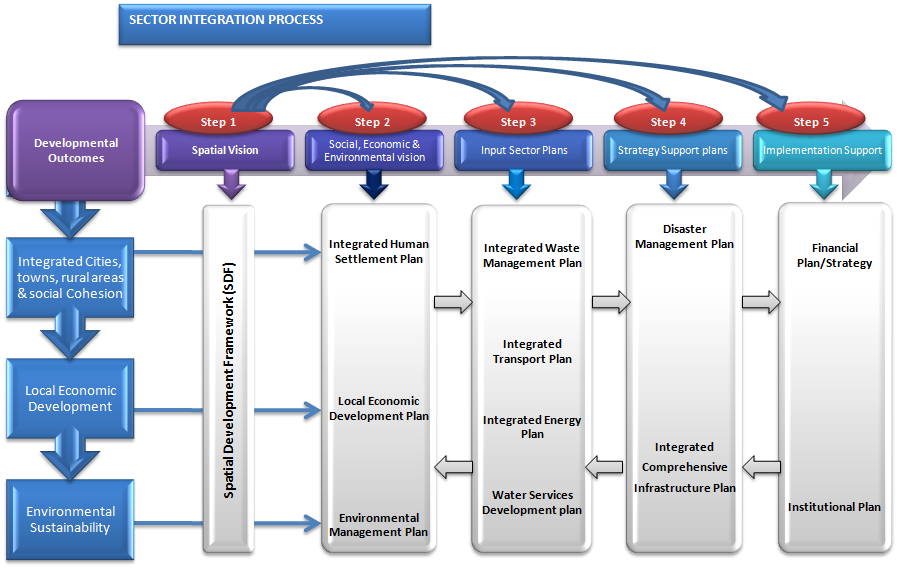 SECTOR INTEGRATION PROCESS
Developmental
Outcomes
Step 1
Spatial Vision
Step 2
Social, Economic &
Environmental vision
Step 3
Input Sector Plans
Step 4
Strategy Support plans
Step 5
Implementation Support
Integrated Cities,
towns, rural areas
& social Cohesion
Local Economic
Development
Environmental
Sustainability
Spatial Development Framework (SDF)
Integrated Human
Settlement Plan
Local Economic
Development Plan
Environmental
Management Plan
Integrated Waste
Management Plan
Integrated
Transport Plan
Integrated Energy
Plan
Water Services
Development plan
Disaster
Management Plan
Integrated
Comprehensive
Infrastructure Plan
Financial
Plan/Strategy
Institutional Plan